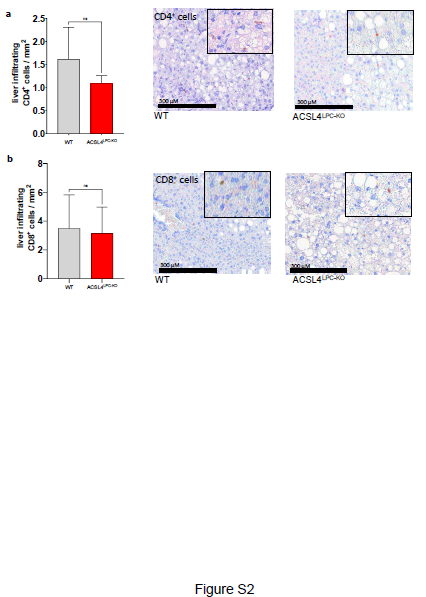 a
liver infiltrating
CD4⁺ cells / mm²
2.5
2.0
1.5
1.0
0.5
0.0
ns
WT
ACSL4ᴸᴾᶜ⁻ᴷᴼ
CD4⁺ cells
300 µM
WT
300 µM
ACSL4ᴸᴾᶜ⁻ᴷᴼ
b
liver infiltrating
CD8⁺ cells / mm²
8
6
4
2
0
ns
WT
ACSL4ᴸᴾᶜ⁻ᴷᴼ
CD8⁺ cells
300 µM
WT
300 µM
ACSL4ᴸᴾᶜ⁻ᴷᴼ
Figure S2